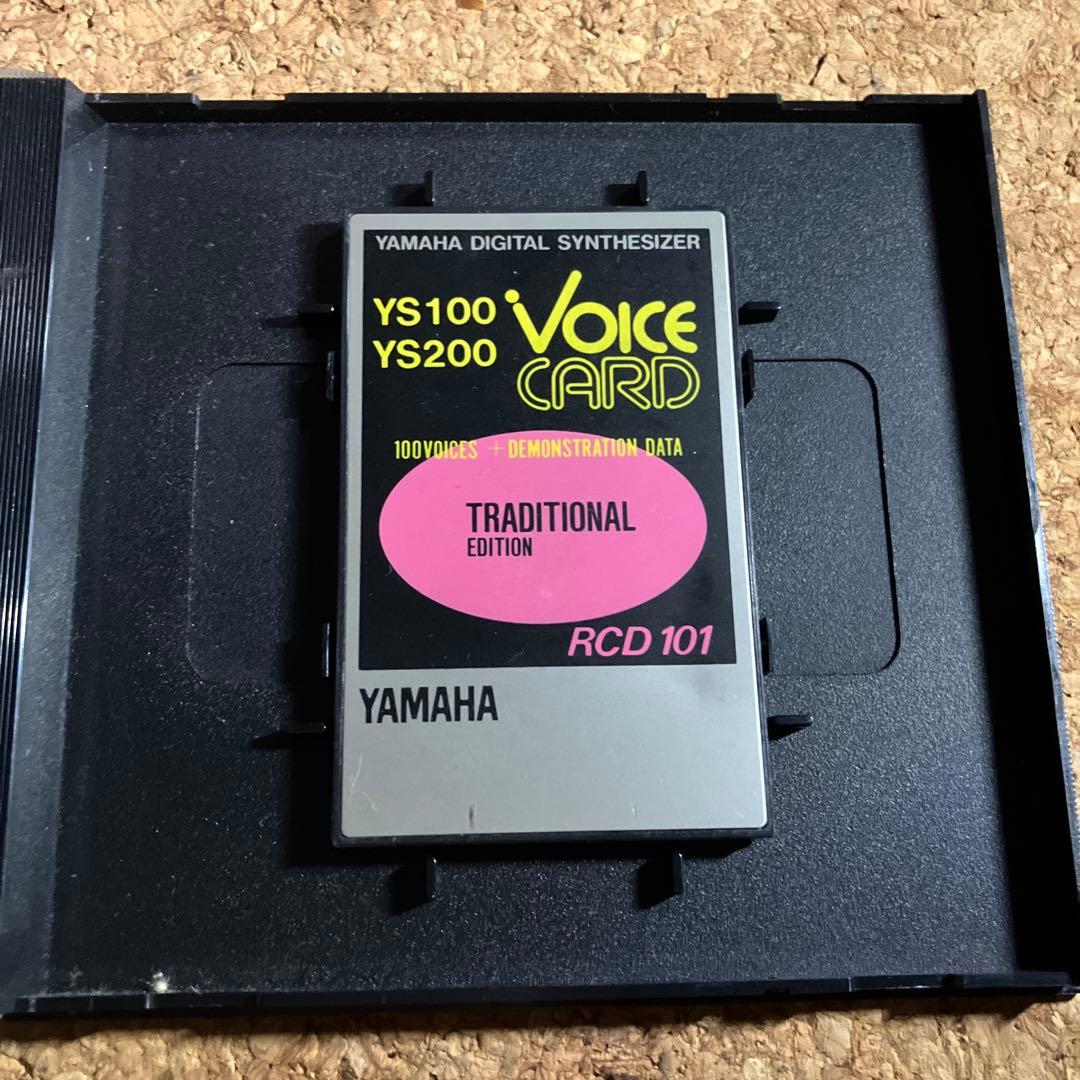 YAMAHA DIGITAL SYNTHESIZER
YS100
YS200
VOICE
CARD
100VOICES + DEMONSTRATION DATA
TRADITIONAL
EDITION
RCD 101
YAMAHA